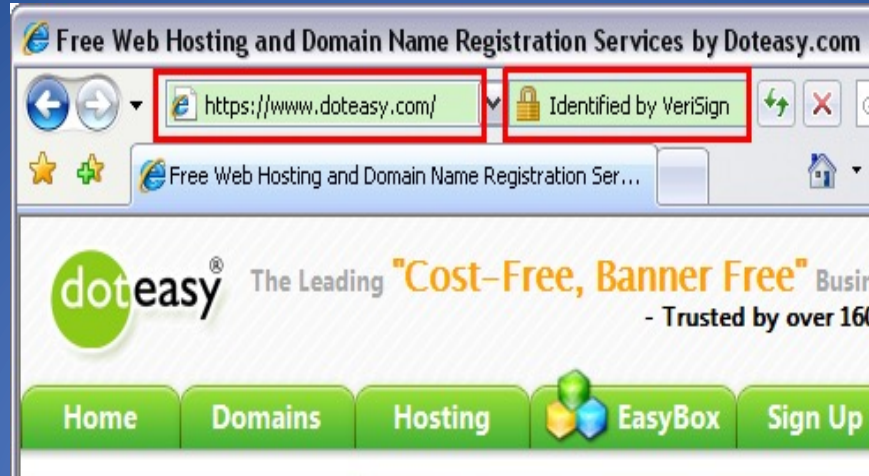 Free Web Hosting and Domain Name Registration Services by Doteasy.com
https://www.doteasy.com/ Identified by VeriSign
Free Web Hosting and Domain Name Registration Ser...
doteasy® The Leading "Cost-Free, Banner Free" Busin
- Trusted by over 160
Home Domains Hosting EasyBox Sign Up